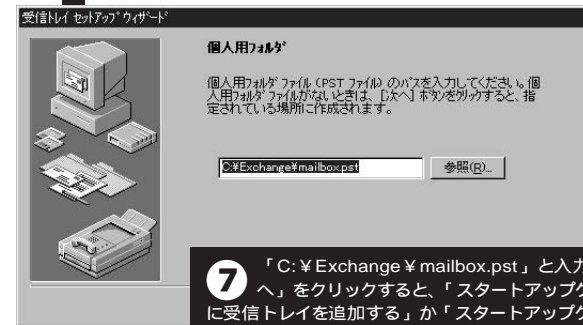 受信トレイ セットアップ ウィザード
個人用フォルダ
個人用フォルダ ファイル (PST ファイル) のパスを入力してください。個
人用フォルダ ファイルがないときは、[次へ] ボタンをクリックすると、指
定されている場所に作成されます。
C:¥Exchange¥mailbox.pst 参照(R)...
7 「C:¥Exchange¥mailbox.pst」と入力
へ」をクリックすると、「スタートアップグ
に受信トレイを追加する」か「スタートアップグ